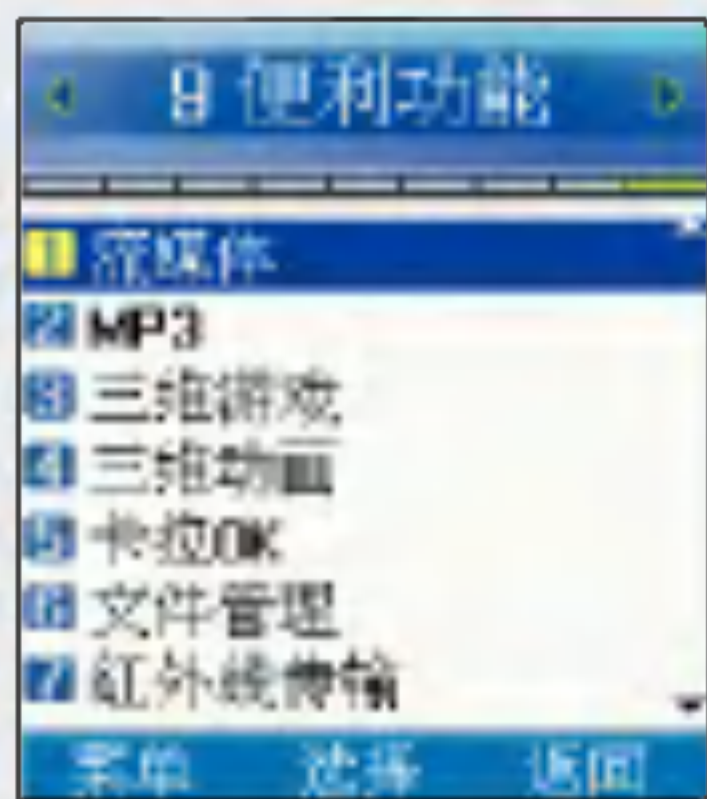 9 便利功能
1 流媒体
2 MP3
3 三维游戏
4 三维动画
5 卡拉OK
6 文件管理
7 红外线传输
菜单 选择 返回